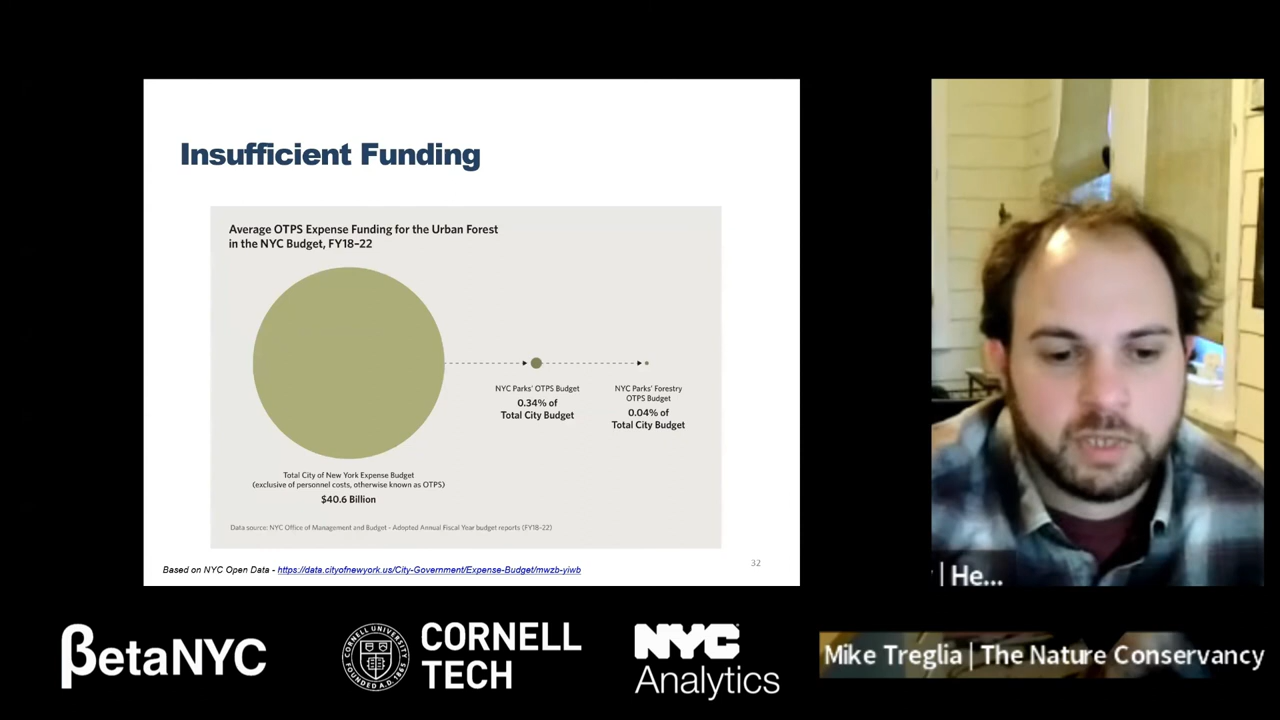 Insufficient Funding
Average OTPS Expense Funding for the Urban Forest
in the NYC Budget, FY18–22
NYC Parks' OTPS Budget
0.34% of
Total City Budget
NYC Parks' Forestry
OTPS Budget
0.04% of
Total City Budget
Total City of New York Expense Budget
(exclusive of personnel costs, otherwise known as OTPS)
$40.6 Billion
Data source: NYC Office of Management and Budget - Adopted Annual Fiscal Year budget reports (FY18–22)
Based on NYC Open Data - https://data.cityofnewyork.us/City-Government/Expense-Budget/mwzb-yiwb
32
| He...
βetaNYC
CORNELL UNIVERSITY
FOUNDED A.D. 1865
CORNELL
TECH
NYC
Analytics
Mike Treglia | The Nature Conservancy